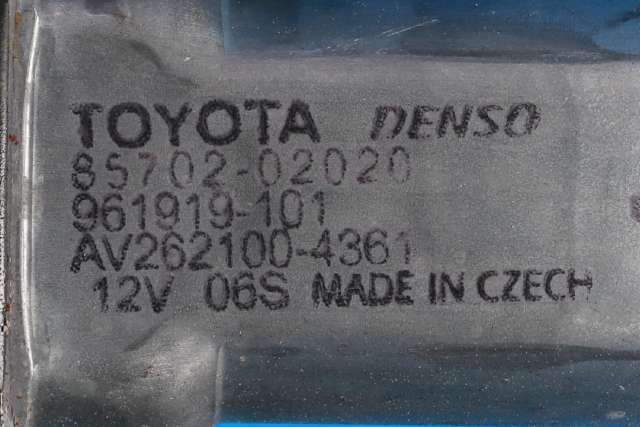 TOYOTA DENSO
85702-02020
961919-101
AV262100-4361
12V 06S MADE IN CZECH